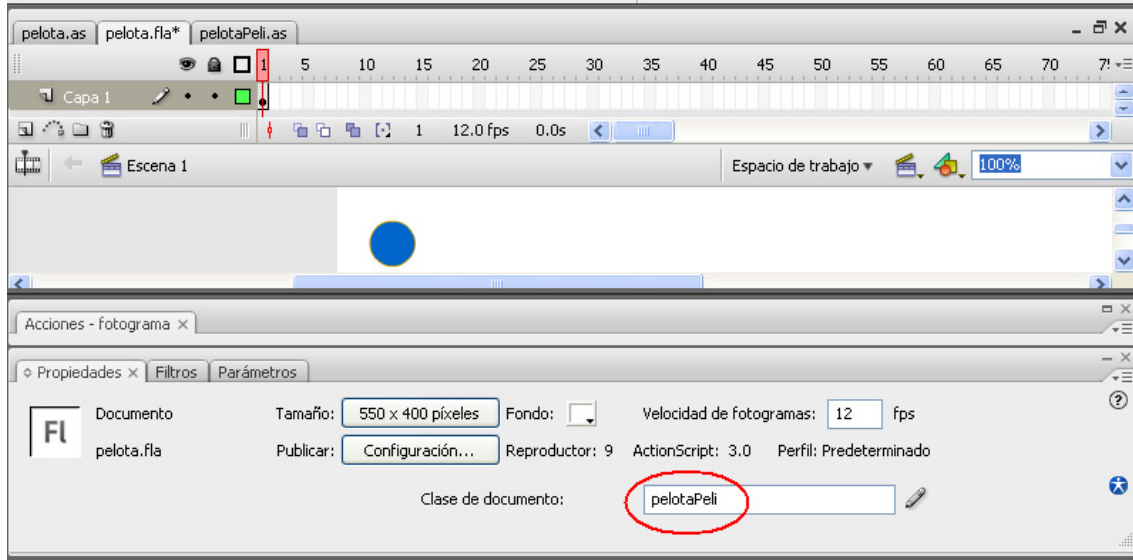 pelota.as pelota.fla* pelotaPeli.as
1 5 10 15 20 25 30 35 40 45 50 55 60 65 70 7!
Capa 1
1 12.0 fps 0.0s
Escena 1 Espacio de trabajo 100%
Acciones - fotograma
Propiedades Filtros Parámetros
Fl Documento Tamaño: 550 x 400 píxeles Fondo: Velocidad de fotogramas: 12 fps
pelota.fla Publicar: Configuración... Reproductor: 9 ActionScript: 3.0 Perfil: Predeterminado
Clase de documento: pelotaPeli